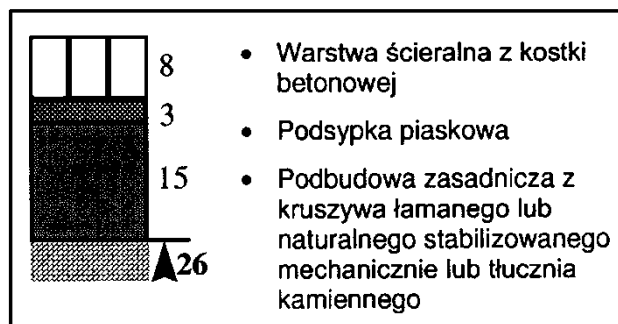 8
3
15
26
• Warstwa ścieralna z kostki
betonowej
• Podsypka piaskowa
• Podbudowa zasadnicza z
kruszywa łamanego lub
naturalnego stabilizowanego
mechanicznie lub tłucznia
kamiennego